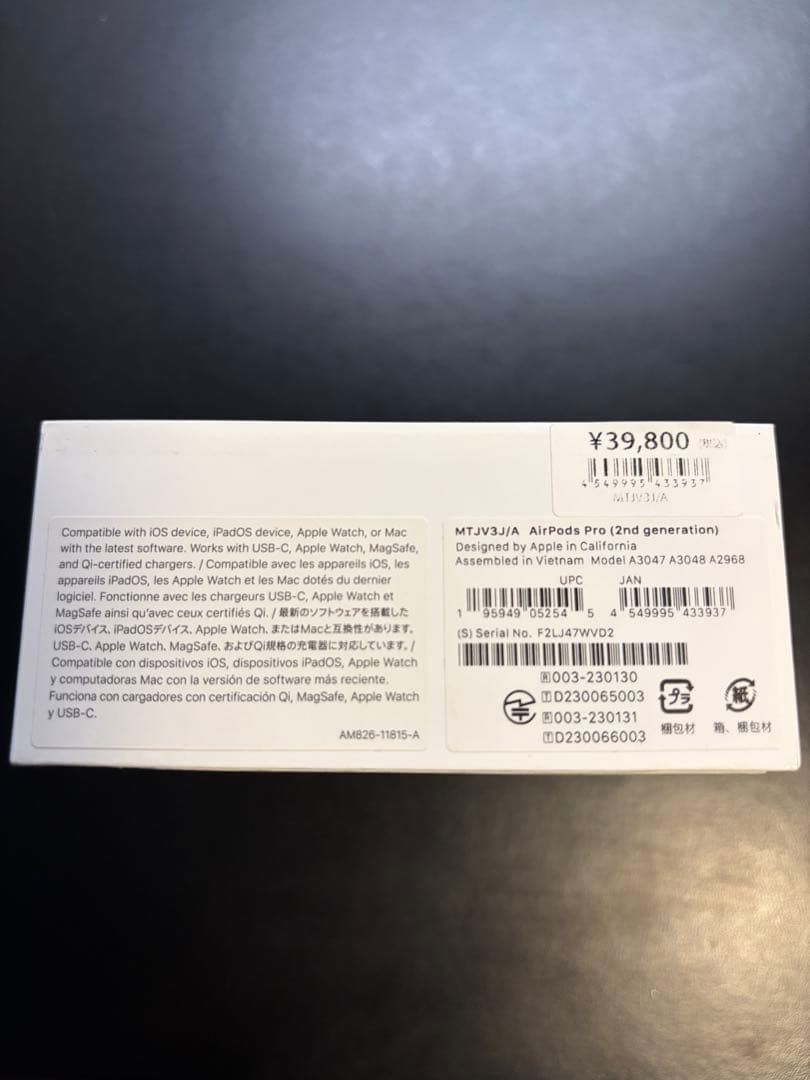 ¥39,800 (税込)
4 549995 433937
MTJV3J/A
Compatible with iOS device, iPadOS device, Apple Watch, or Mac
with the latest software. Works with USB-C, Apple Watch, MagSafe,
and Qi-certified chargers. / Compatible avec les appareils iOS, les
appareils iPadOS, les Apple Watch et les Mac dotés du dernier
logiciel. Fonctionne avec les chargeurs USB-C, Apple Watch et
MagSafe ainsi qu'avec ceux certifiés Qi. / 最新のソフトウェアを搭載した
iOSデバイス、iPadOSデバイス、Apple Watch、またはMacと互換性があります。
USB-C、Apple Watch、MagSafe、およびQi規格の充電器に対応しています。 /
Compatible con dispositivos iOS, dispositivos iPadOS, Apple Watch
y computadoras Mac con la versión de software más reciente.
Funciona con cargadores con certificación Qi, MagSafe, Apple Watch
y USB-C.
AM826-11815-A
MTJV3J/A AirPods Pro (2nd generation)
Designed by Apple in California
Assembled in Vietnam Model A3047 A3048 A2968
UPC JAN
1 95949 05254 5 4 549995 433937
(S) Serial No. F2LJ47WVD2
R 003-230130
T D230065003
R 003-230131
T D230066003
プラ
梱包材
紙
箱、梱包材